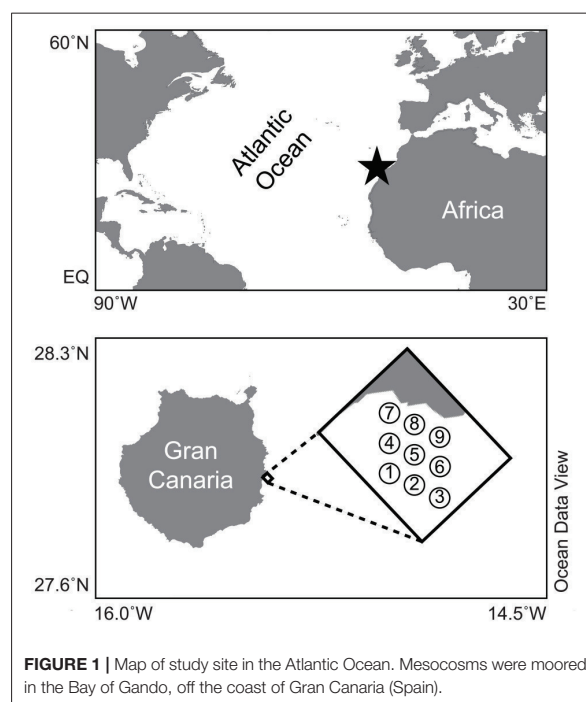 60˚N
Atlantic
Ocean
Africa
EQ
90˚W
30˚E
28.3˚N
Gran
Canaria
7
8
9
4
5
6
1
2
3
Ocean Data View
27.6˚N
16.0˚W
14.5˚W
FIGURE 1 | Map of study site in the Atlantic Ocean. Mesocosms were moored
in the Bay of Gando, off the coast of Gran Canaria (Spain).